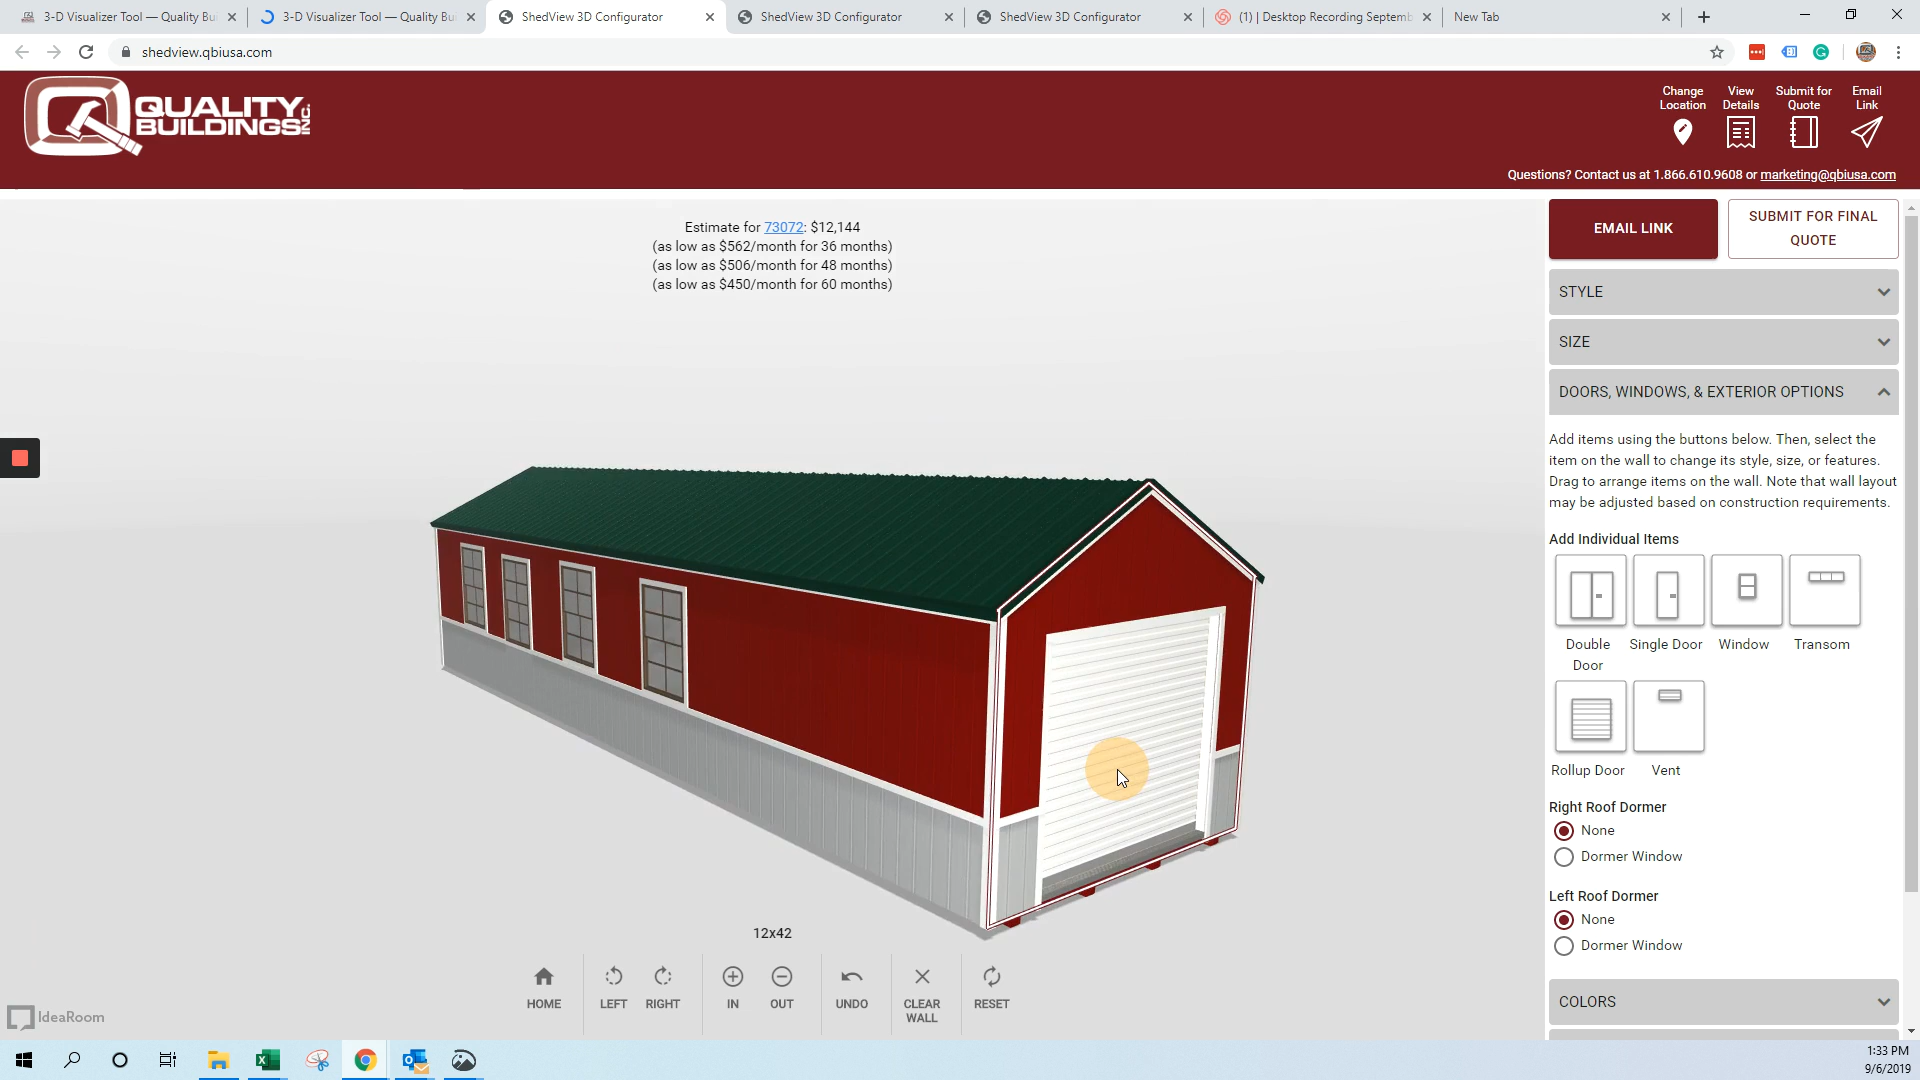 3-D Visualizer Tool — Quality Bui
3-D Visualizer Tool — Quality Bui
ShedView 3D Configurator
ShedView 3D Configurator
ShedView 3D Configurator
(1) | Desktop Recording Septemb
New Tab
shedview.qbiusa.com
QUALITY
BUILDINGS INC.
Change
Location
View
Details
Submit for
Quote
Email
Link
Questions? Contact us at 1.866.610.9608 or marketing@qbiusa.com
Estimate for 73072: $12,144
(as low as $562/month for 36 months)
(as low as $506/month for 48 months)
(as low as $450/month for 60 months)
EMAIL LINK
SUBMIT FOR FINAL
QUOTE
STYLE
SIZE
DOORS, WINDOWS, & EXTERIOR OPTIONS
Add items using the buttons below. Then, select the
item on the wall to change its style, size, or features.
Drag to arrange items on the wall. Note that wall layout
may be adjusted based on construction requirements.
Add Individual Items
Double
Door
Single Door
Window
Transom
Rollup Door
Vent
Right Roof Dormer
None
Dormer Window
Left Roof Dormer
None
Dormer Window
COLORS
12x42
HOME
LEFT
RIGHT
IN
OUT
UNDO
CLEAR
WALL
RESET
IdeaRoom
1:33 PM
9/6/2019